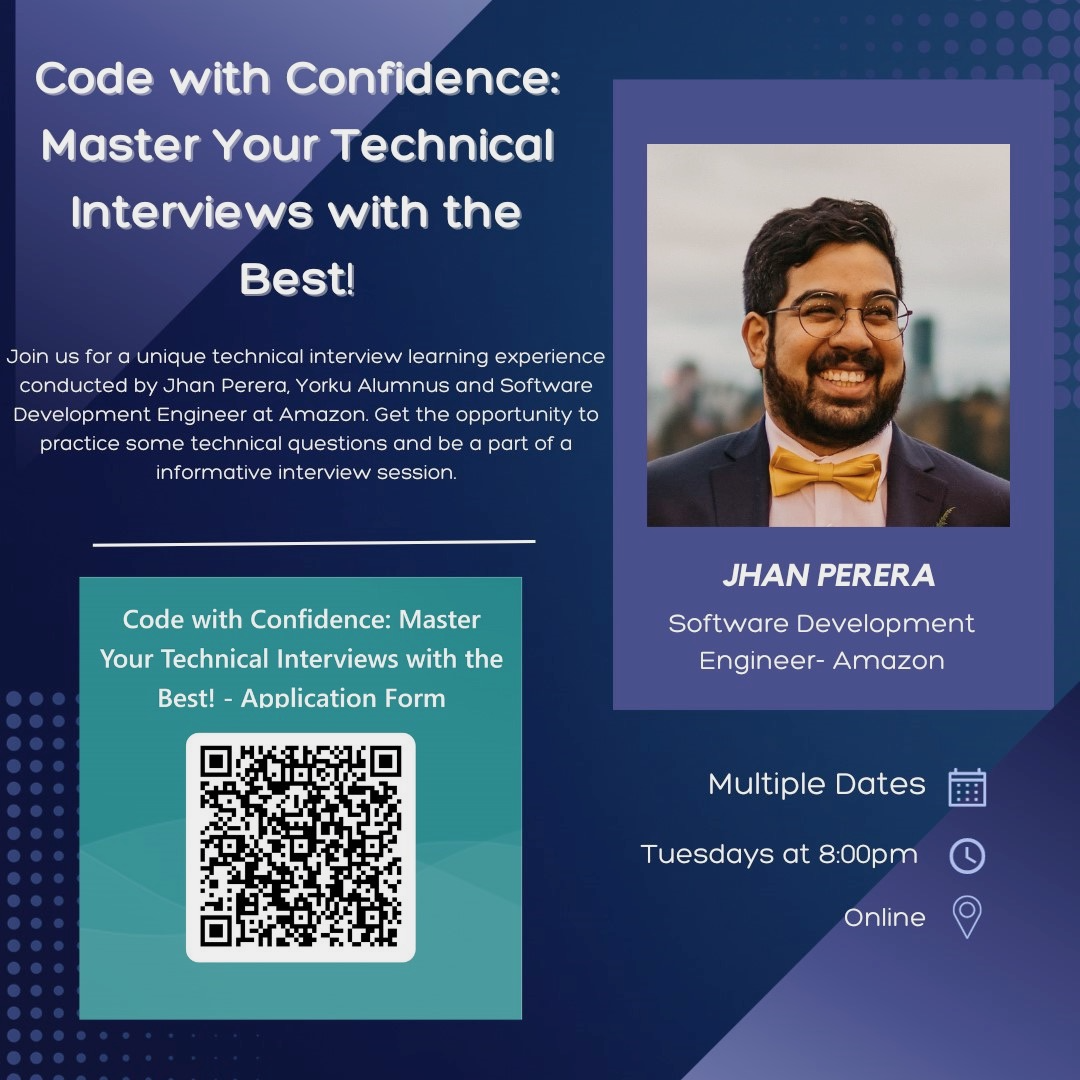 Code with Confidence:
Master Your Technical
Interviews with the
Best!
Join us for a unique technical interview learning experience
conducted by Jhan Perera, Yorku Alumnus and Software
Development Engineer at Amazon. Get the opportunity to
practice some technical questions and be a part of a
informative interview session.
Code with Confidence: Master
Your Technical Interviews with the
Best! - Application Form
JHAN PERERA
Software Development
Engineer- Amazon
Multiple Dates
Tuesdays at 8:00pm
Online